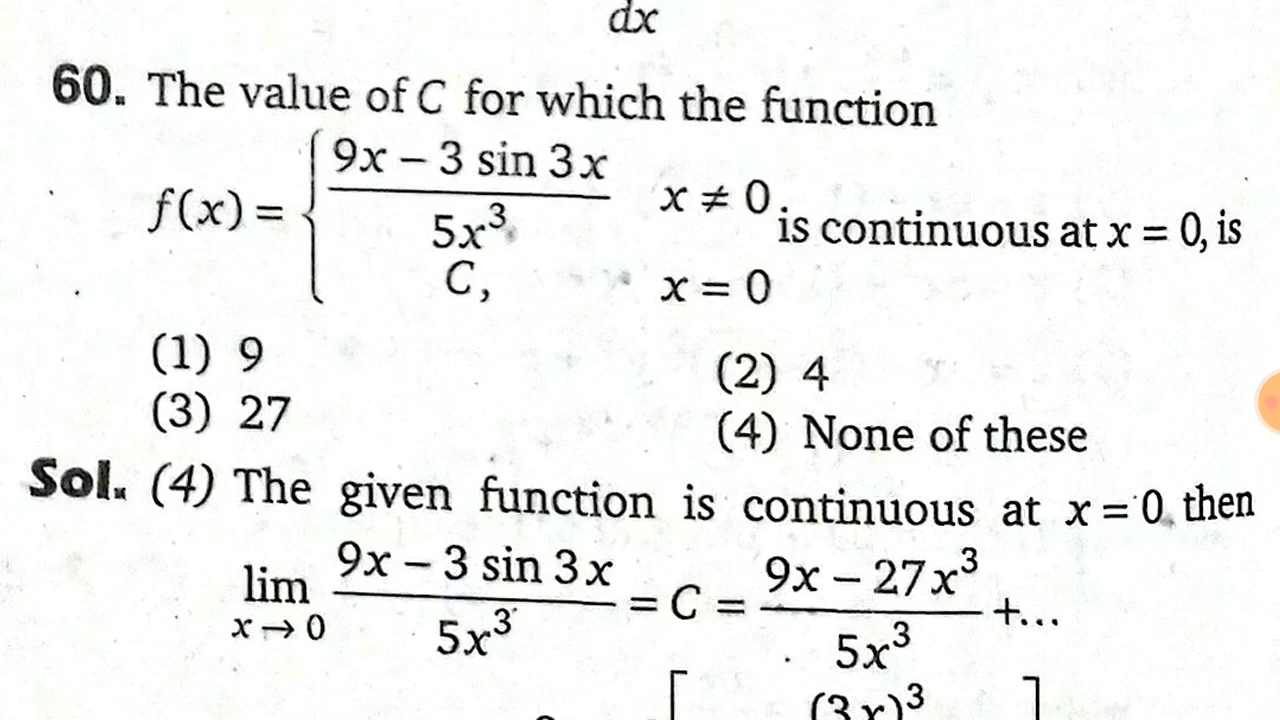 dx
60. The value of C for which the function
9x – 3 sin 3x
f(x) = { 5x³ x ≠ 0 is continuous at x = 0, is
C, x = 0
(1) 9 (2) 4
(3) 27 (4) None of these
Sol. (4) The given function is continuous at x = 0, then
lim x → 0 9x – 3 sin 3x / 5x³ = C = 9x – 27x³ / 5x³ +...
[ (3x)³ ]